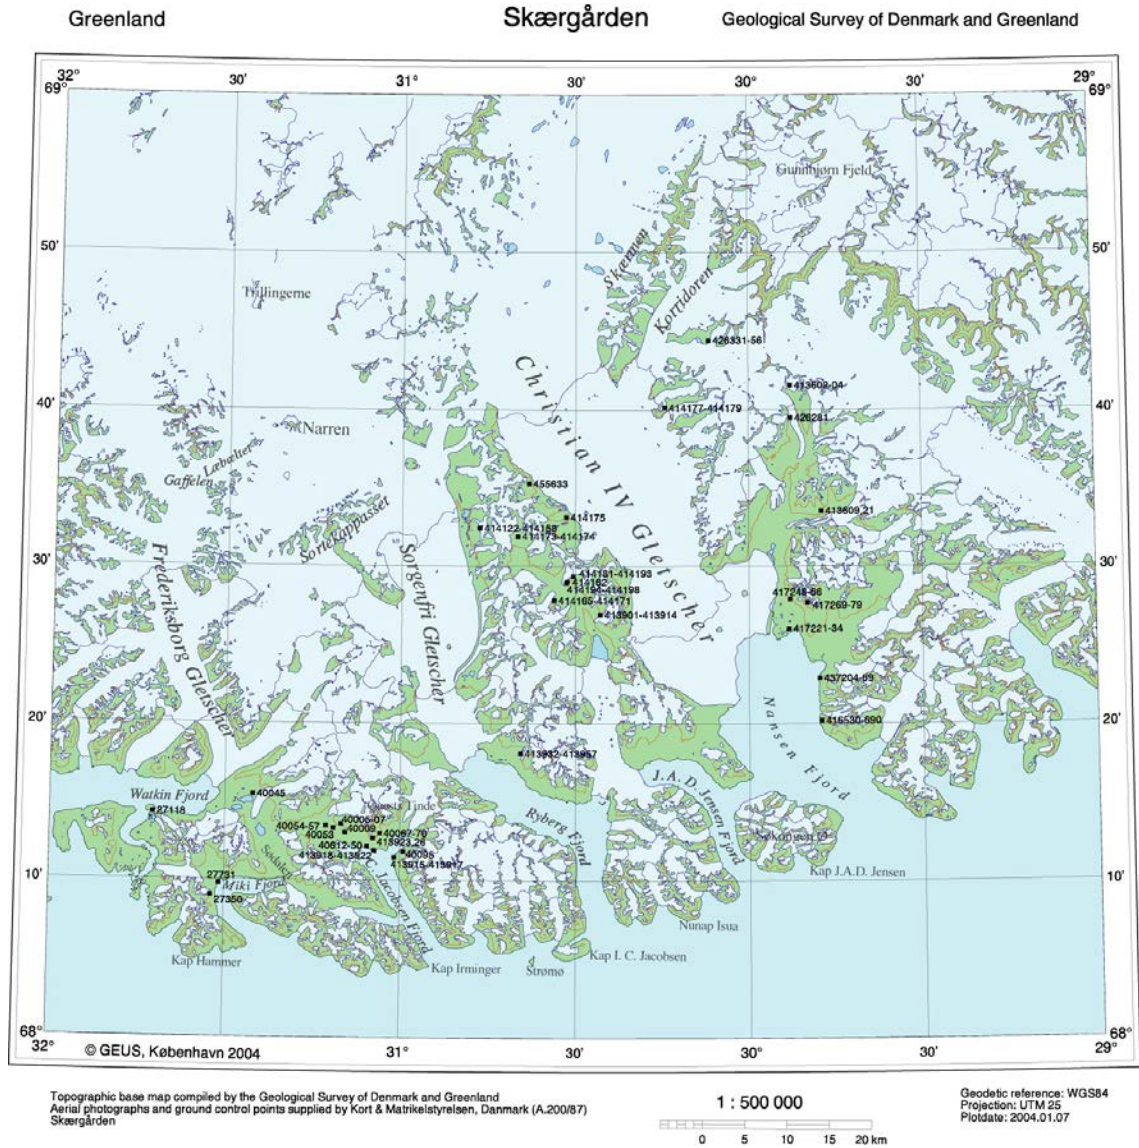 Greenland
Skærgården
Geological Survey of Denmark and Greenland
32°
30'
31°
30'
30°
30'
29°
69°
69°
Gunnbjørn Fjeld
Skærmen
50'
50'
Korridoren
Trillingerne
426331-56
Christian IV Gletscher
413602-04
40'
414177-414179
40'
426281
Narren
Læbælter
Gaffelen
455633
414175
413609,21
Sortekappasset
414122-414158
414173-414174
30'
30'
Frederiksborg Gletscher
Sorgenfri Gletscher
414181-414193
414162
414194-414198
417248-66
414165-414171
417269-79
413901-413914
417221-34
437204-69
Nansen Fjord
20'
416530-690
20'
413932-413957
J.A.D. Jensen Fjord
Watkin Fjord
40045
27118
Ryberg Fjord
40006-07
40054-57
40009
40053
40067-70
413923,26
40612-50
413918-413922
40095
413915-413917
Sødalen
10'
10'
27731
Miki Fjord
27350
Jacobsen Fjord
Kap J.A.D. Jensen
Nunap Isua
Kap Hammer
Kap Irminger
Strømø
Kap I. C. Jacobsen
68°
68°
32°
© GEUS, København 2004
31°
30'
30°
30'
29°
Topographic base map compiled by the Geological Survey of Denmark and Greenland
Aerial photographs and ground control points supplied by Kort & Matrikelstyrelsen, Danmark (A.200/87)
Skærgården
1 : 500 000
0 5 10 15 20 km
Geodetic reference: WGS84
Projection: UTM 25
Plotdate: 2004.01.07